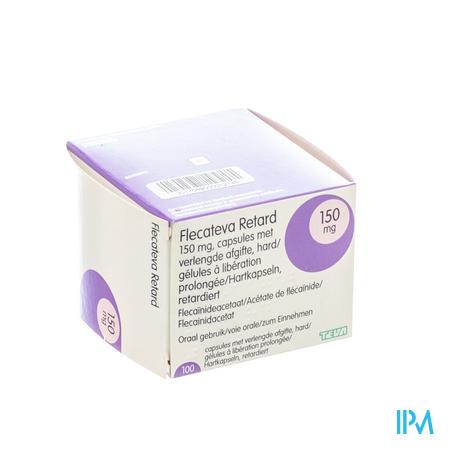 Flecateva Retard
150 mg, capsules met
verlengde afgifte, hard/
gélules à libération
prolongée/Hartkapseln,
retardiert
Flecaïnideacetaat/Acétate de flécaïnide/
Flecainidacetat
Oraal gebruik/voie orale/zum Einnehmen
capsules met verlengde afgifte, hard/
gélules à libération prolongée/
Hartkapseln, retardiert
100
150
mg
TEVA
Flecateva Retard
150
mg
IPM